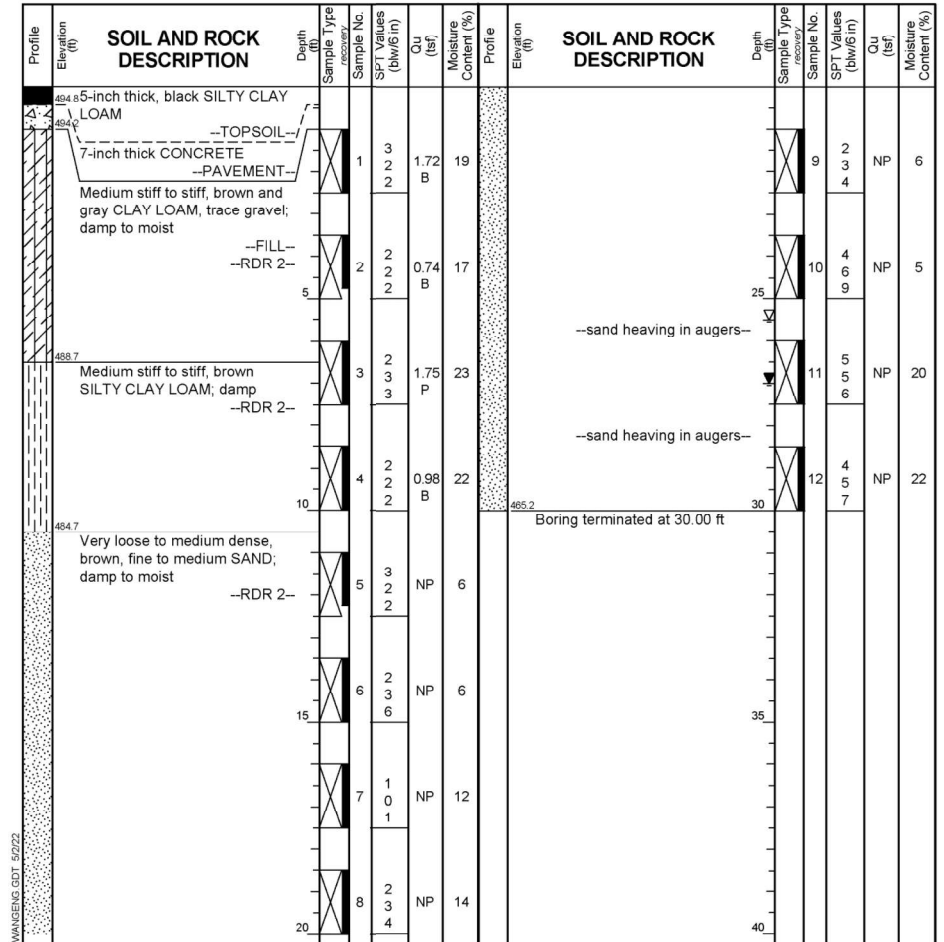 Profile
Elevation (ft)
SOIL AND ROCK DESCRIPTION
Depth (ft)
Sample Type
recovery
Sample No.
SPT Values (blw/6 in)
Qu (tsf)
Moisture Content (%)
494.8 5-inch thick, black SILTY CLAY
LOAM
--TOPSOIL--
494.2
7-inch thick CONCRETE
--PAVEMENT--
1 3 2 2 1.72 B 19
Medium stiff to stiff, brown and
gray CLAY LOAM, trace gravel;
damp to moist
--FILL--
--RDR 2--
2 2 2 2 0.74 B 17
5
488.7
Medium stiff to stiff, brown
SILTY CLAY LOAM; damp
--RDR 2--
3 2 3 3 1.75 P 23
4 2 2 2 0.98 B 22
10
484.7
Very loose to medium dense,
brown, fine to medium SAND;
damp to moist
--RDR 2--
5 3 2 2 NP 6
6 2 3 6 NP 6
15
7 1 0 1 NP 12
8 2 3 4 NP 14
20
Profile
Elevation (ft)
SOIL AND ROCK DESCRIPTION
Depth (ft)
Sample Type
recovery
Sample No.
SPT Values (blw/6 in)
Qu (tsf)
Moisture Content (%)
9 2 3 4 NP 6
10 4 6 9 NP 5
25
--sand heaving in augers--
11 5 5 6 NP 20
--sand heaving in augers--
12 4 5 7 NP 22
465.2
30
Boring terminated at 30.00 ft
35
40
WANGENG GDT 5/2/22